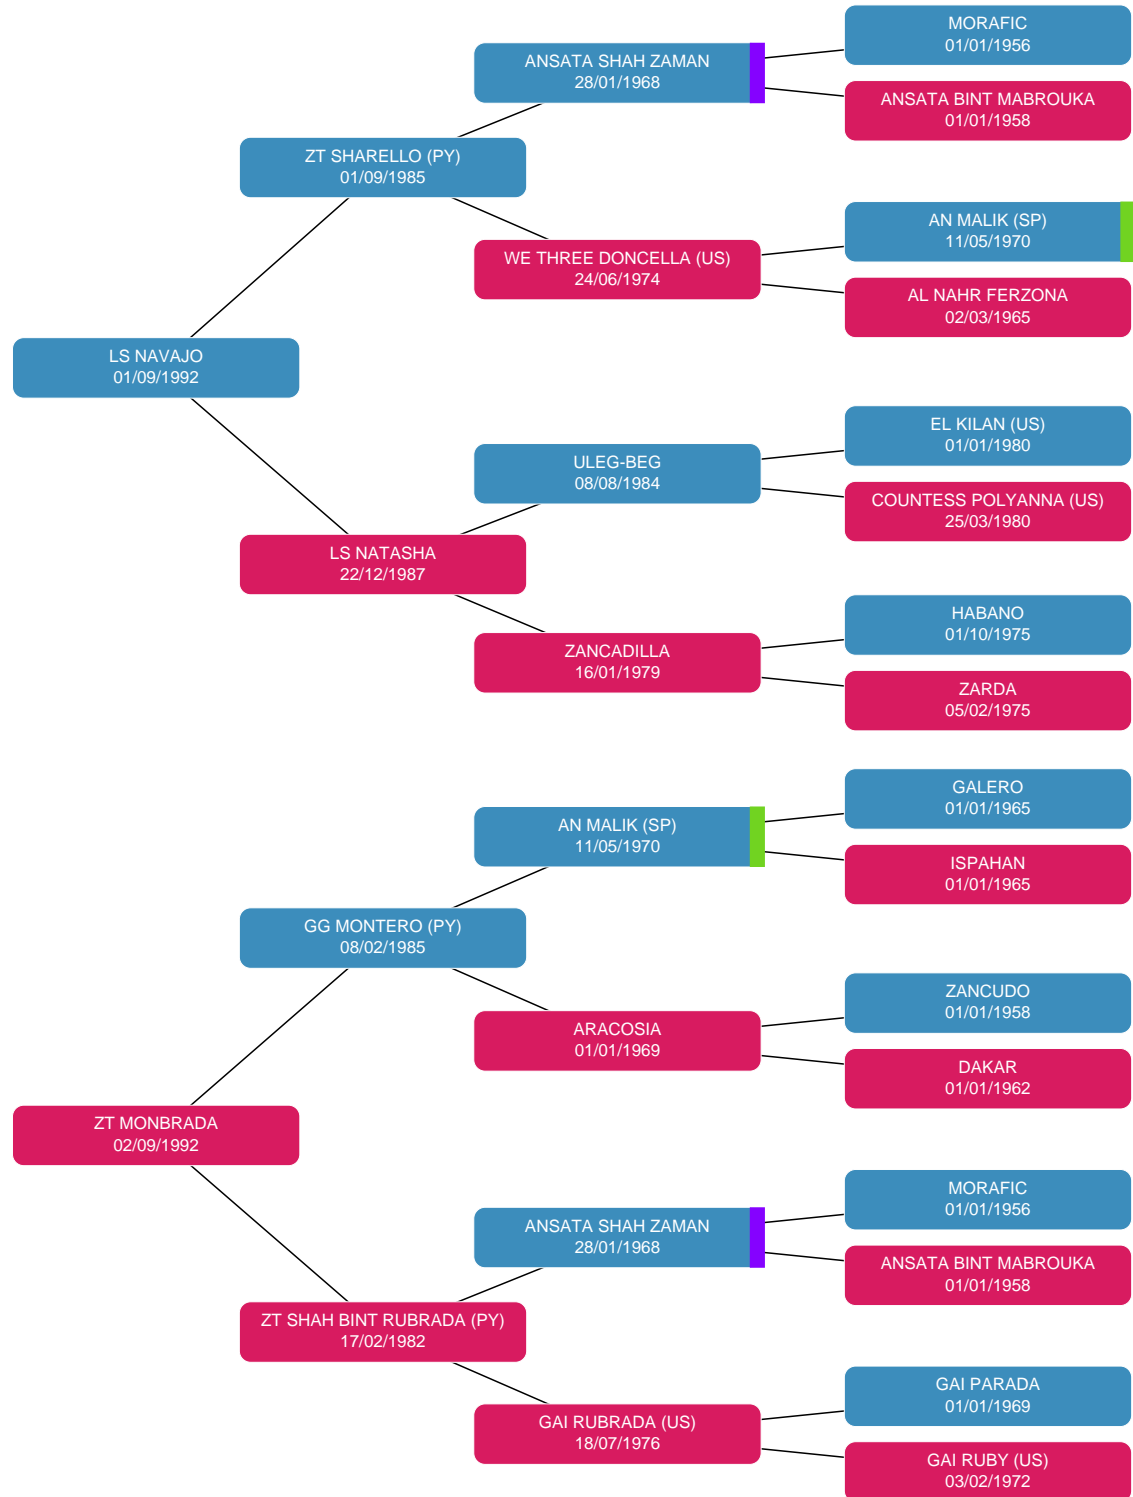 MORAFIC
01/01/1956
ANSATA SHAH ZAMAN
28/01/1968
ANSATA BINT MABROUKA
01/01/1958
ZT SHARELLO (PY)
01/09/1985
AN MALIK (SP)
11/05/1970
WE THREE DONCELLA (US)
24/06/1974
AL NAHR FERZONA
02/03/1965
LS NAVAJO
01/09/1992
EL KILAN (US)
01/01/1980
ULEG-BEG
08/08/1984
COUNTESS POLYANNA (US)
25/03/1980
LS NATASHA
22/12/1987
HABANO
01/10/1975
ZANCADILLA
16/01/1979
ZARDA
05/02/1975
GALERO
01/01/1965
AN MALIK (SP)
11/05/1970
ISPAHAN
01/01/1965
GG MONTERO (PY)
08/02/1985
ZANCUDO
01/01/1958
ARACOSIA
01/01/1969
DAKAR
01/01/1962
ZT MONBRADA
02/09/1992
MORAFIC
01/01/1956
ANSATA SHAH ZAMAN
28/01/1968
ANSATA BINT MABROUKA
01/01/1958
ZT SHAH BINT RUBRADA (PY)
17/02/1982
GAI PARADA
01/01/1969
GAI RUBRADA (US)
18/07/1976
GAI RUBY (US)
03/02/1972